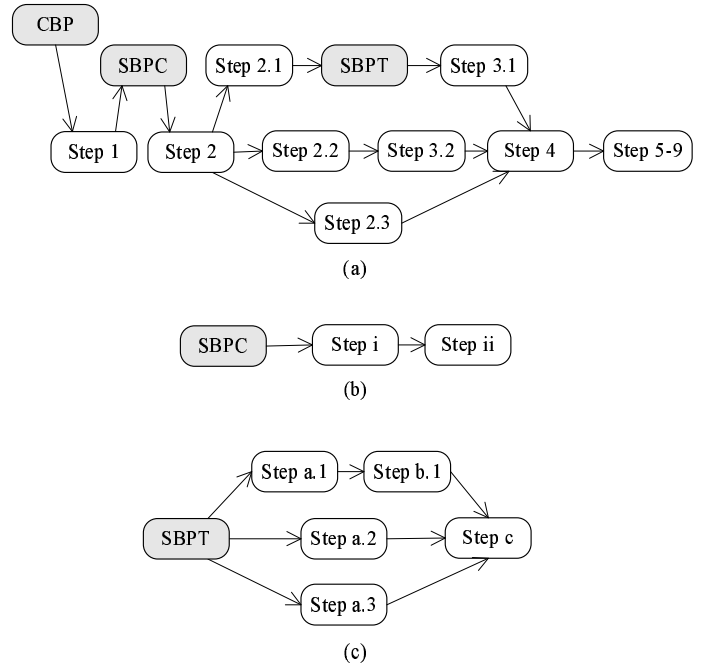 CBP
SBPC
Step 2.1
SBPT
Step 3.1
Step 1
Step 2
Step 2.2
Step 3.2
Step 4
Step 5-9
Step 2.3
(a)
SBPC
Step i
Step ii
(b)
Step a.1
Step b.1
SBPT
Step a.2
Step c
Step a.3
(c)